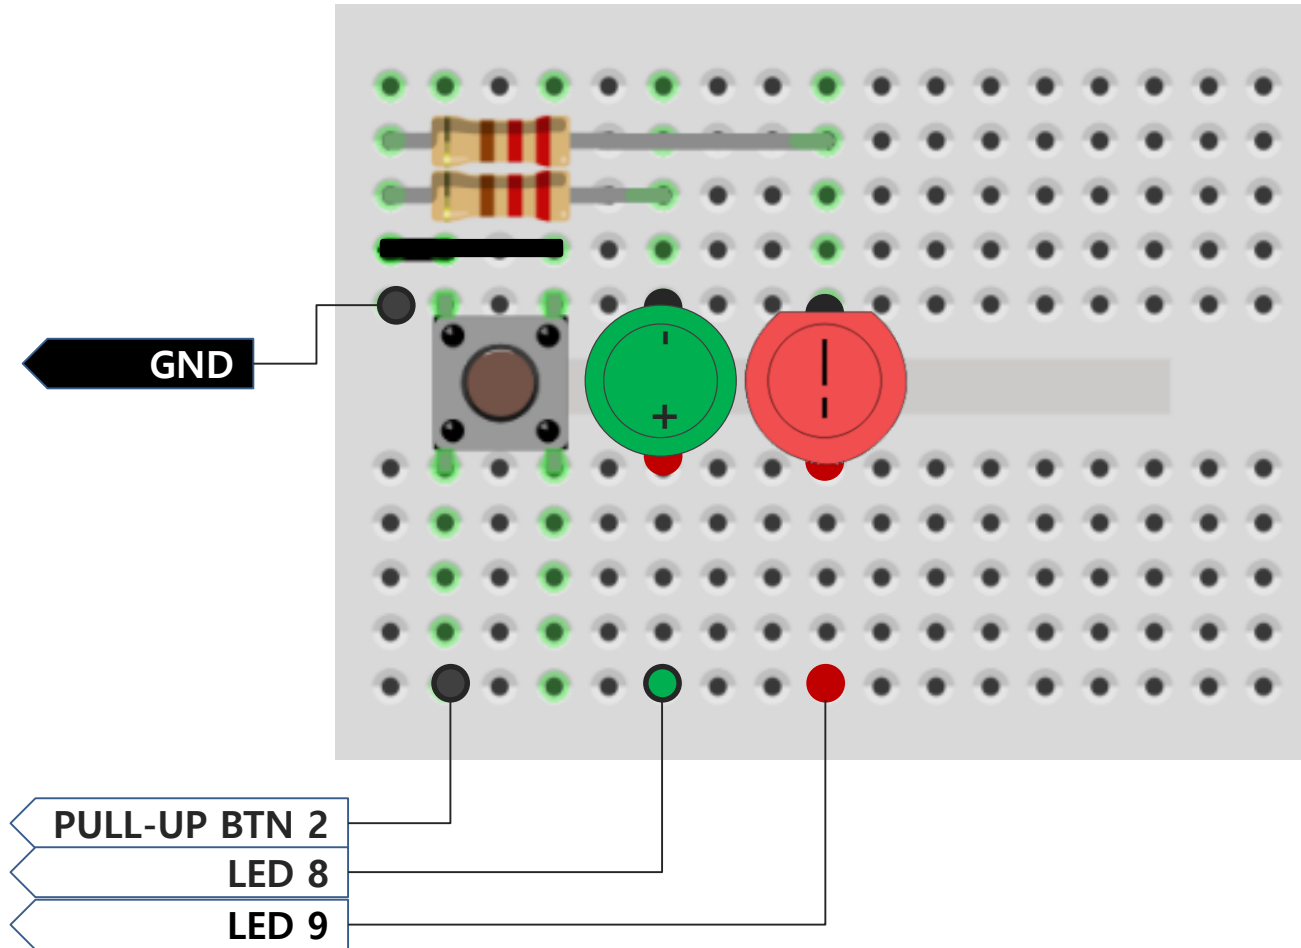 GND
-
+
PULL-UP BTN 2
LED 8
LED 9